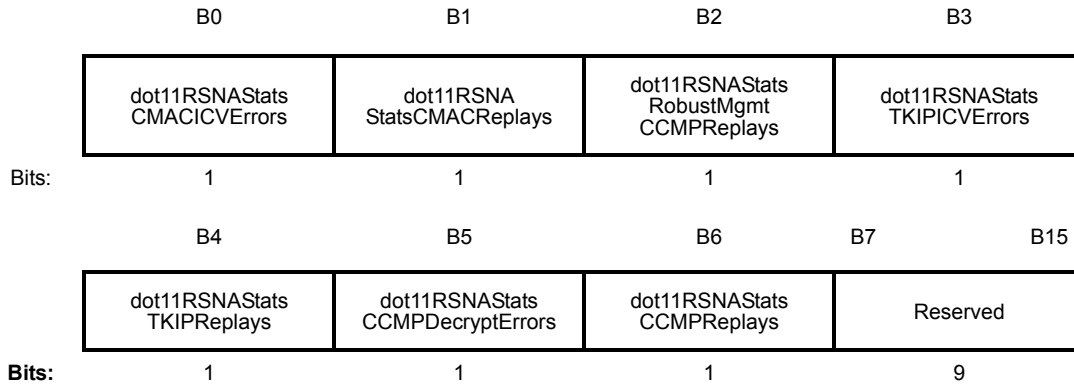 B0 B1 B2 B3
dot11RSNAStats
CMACICVErrors
dot11RSNA
StatsCMACReplays
dot11RSNAStats
RobustMgmt
CCMPReplays
dot11RSNAStats
TKIPICVErrors
Bits: 1 1 1 1
B4 B5 B6 B7 B15
dot11RSNAStats
TKIPReplays
dot11RSNAStats
CCMPDecryptErrors
dot11RSNAStats
CCMPReplays
Reserved
Bits: 1 1 1 9